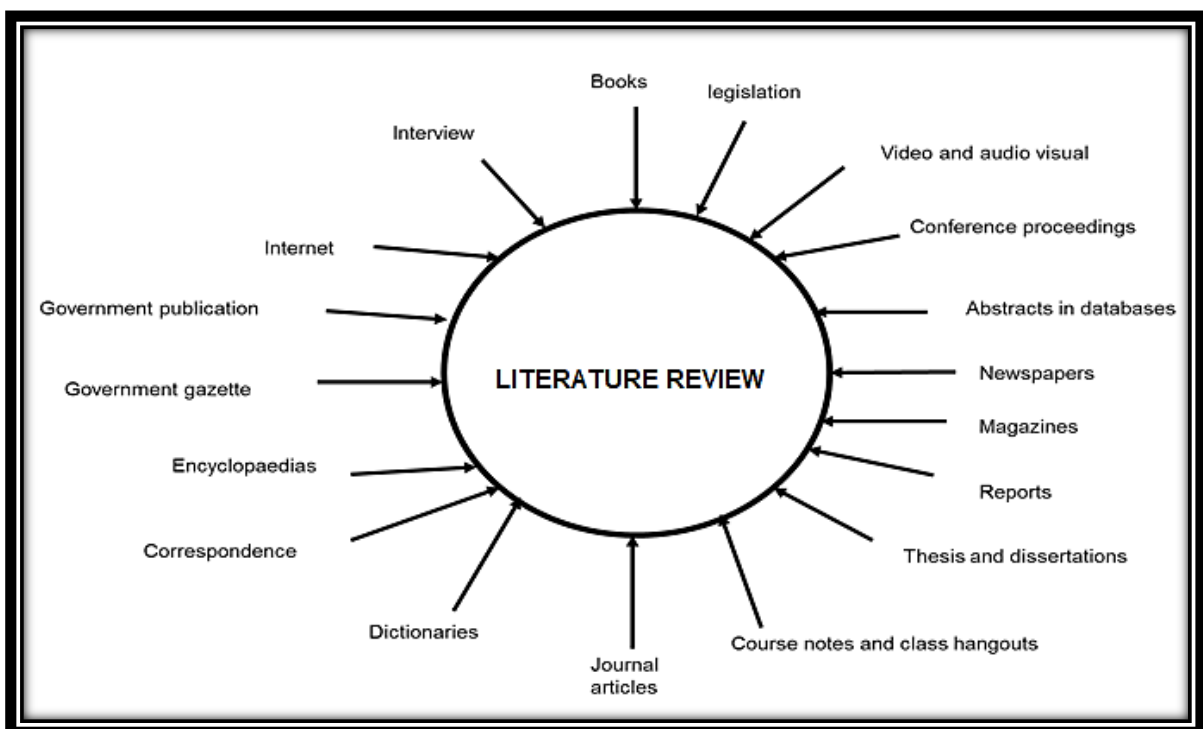 Books
legislation
Interview
Video and audio visual
Conference proceedings
Internet
Government publication
Abstracts in databases
LITERATURE REVIEW
Newspapers
Government gazette
Magazines
Encyclopaedias
Reports
Correspondence
Thesis and dissertations
Dictionaries
Course notes and class hangouts
Journal
articles